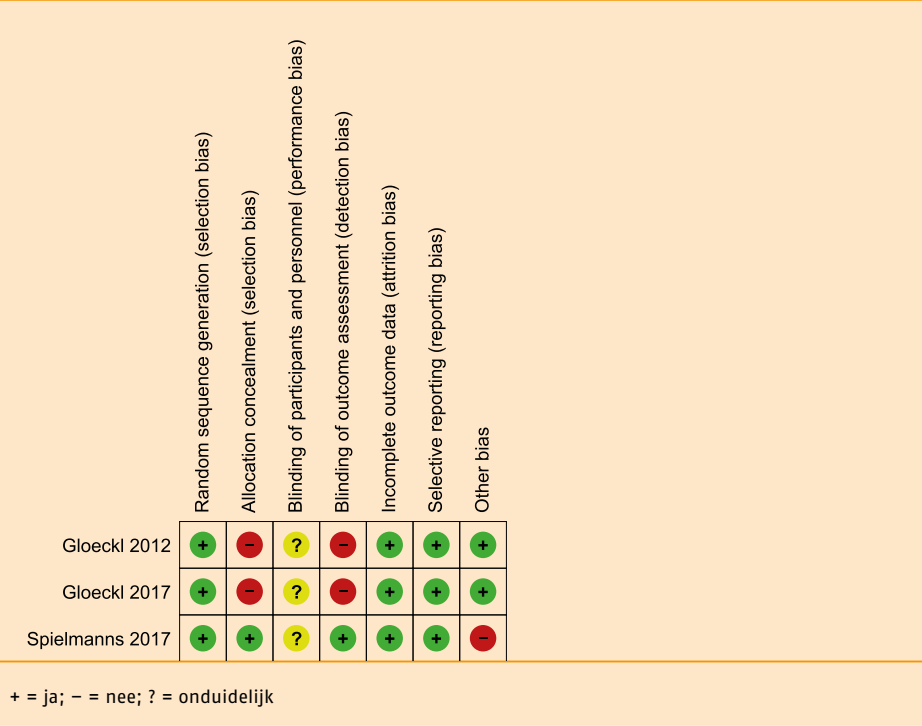 Random sequence generation (selection bias)
Allocation concealment (selection bias)
Blinding of participants and personnel (performance bias)
Blinding of outcome assessment (detection bias)
Incomplete outcome data (attrition bias)
Selective reporting (reporting bias)
Other bias
Gloeckl 2012 + – ? – + + +
Gloeckl 2017 + – ? – + + +
Spielmanns 2017 + + ? + + + –
+ = ja; – = nee; ? = onduidelijk